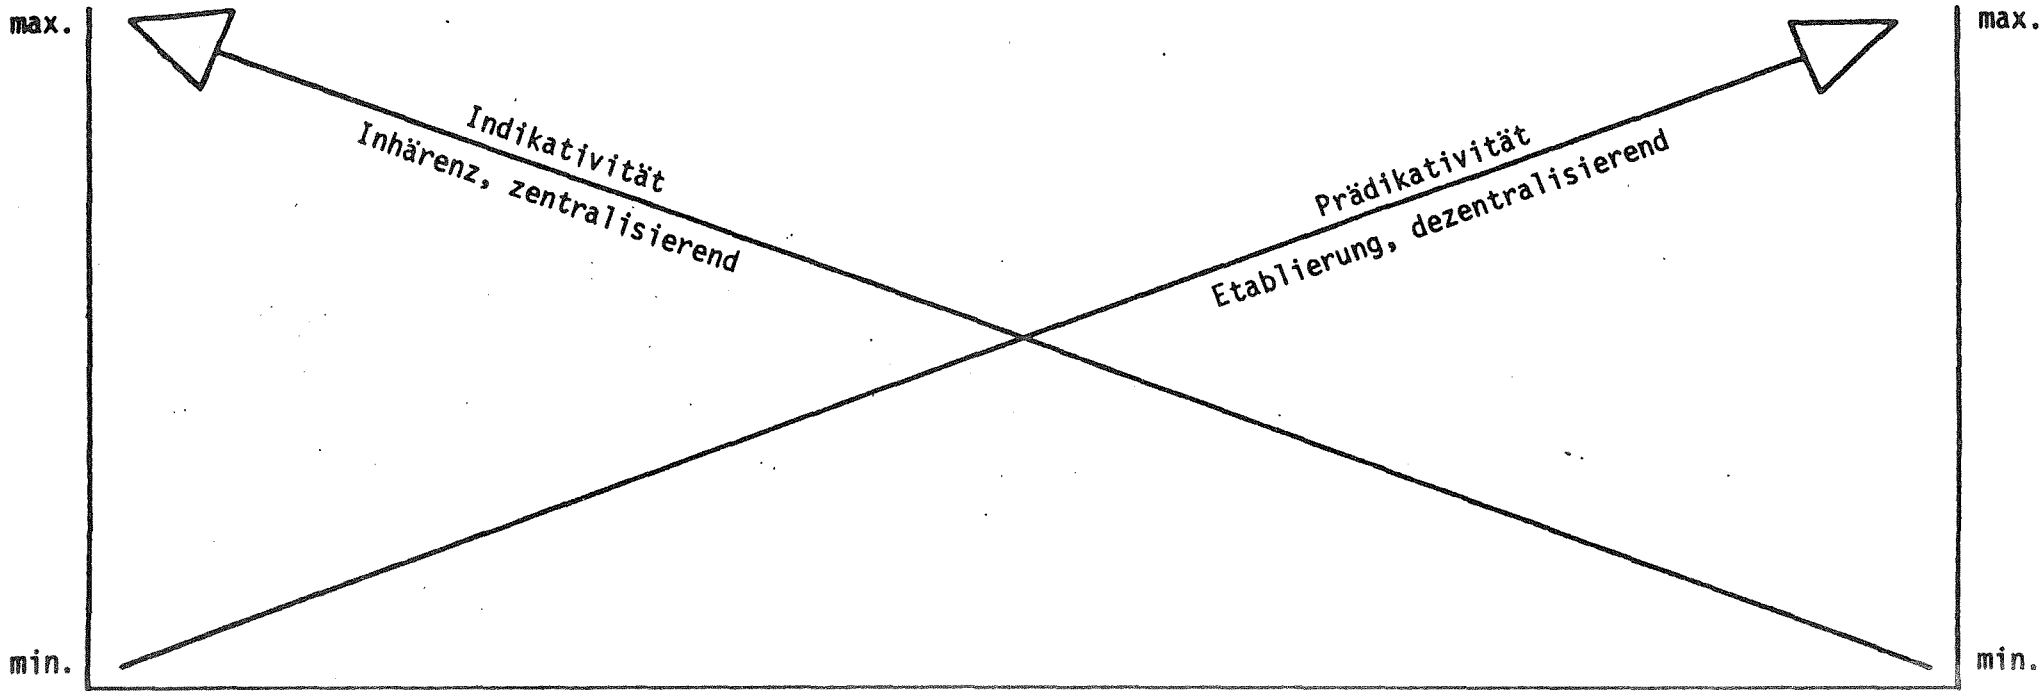 max.
max.
Indikativität
Inhärenz, zentralisierend
Prädikativität
Etablierung, dezentralisierend
min.
min.